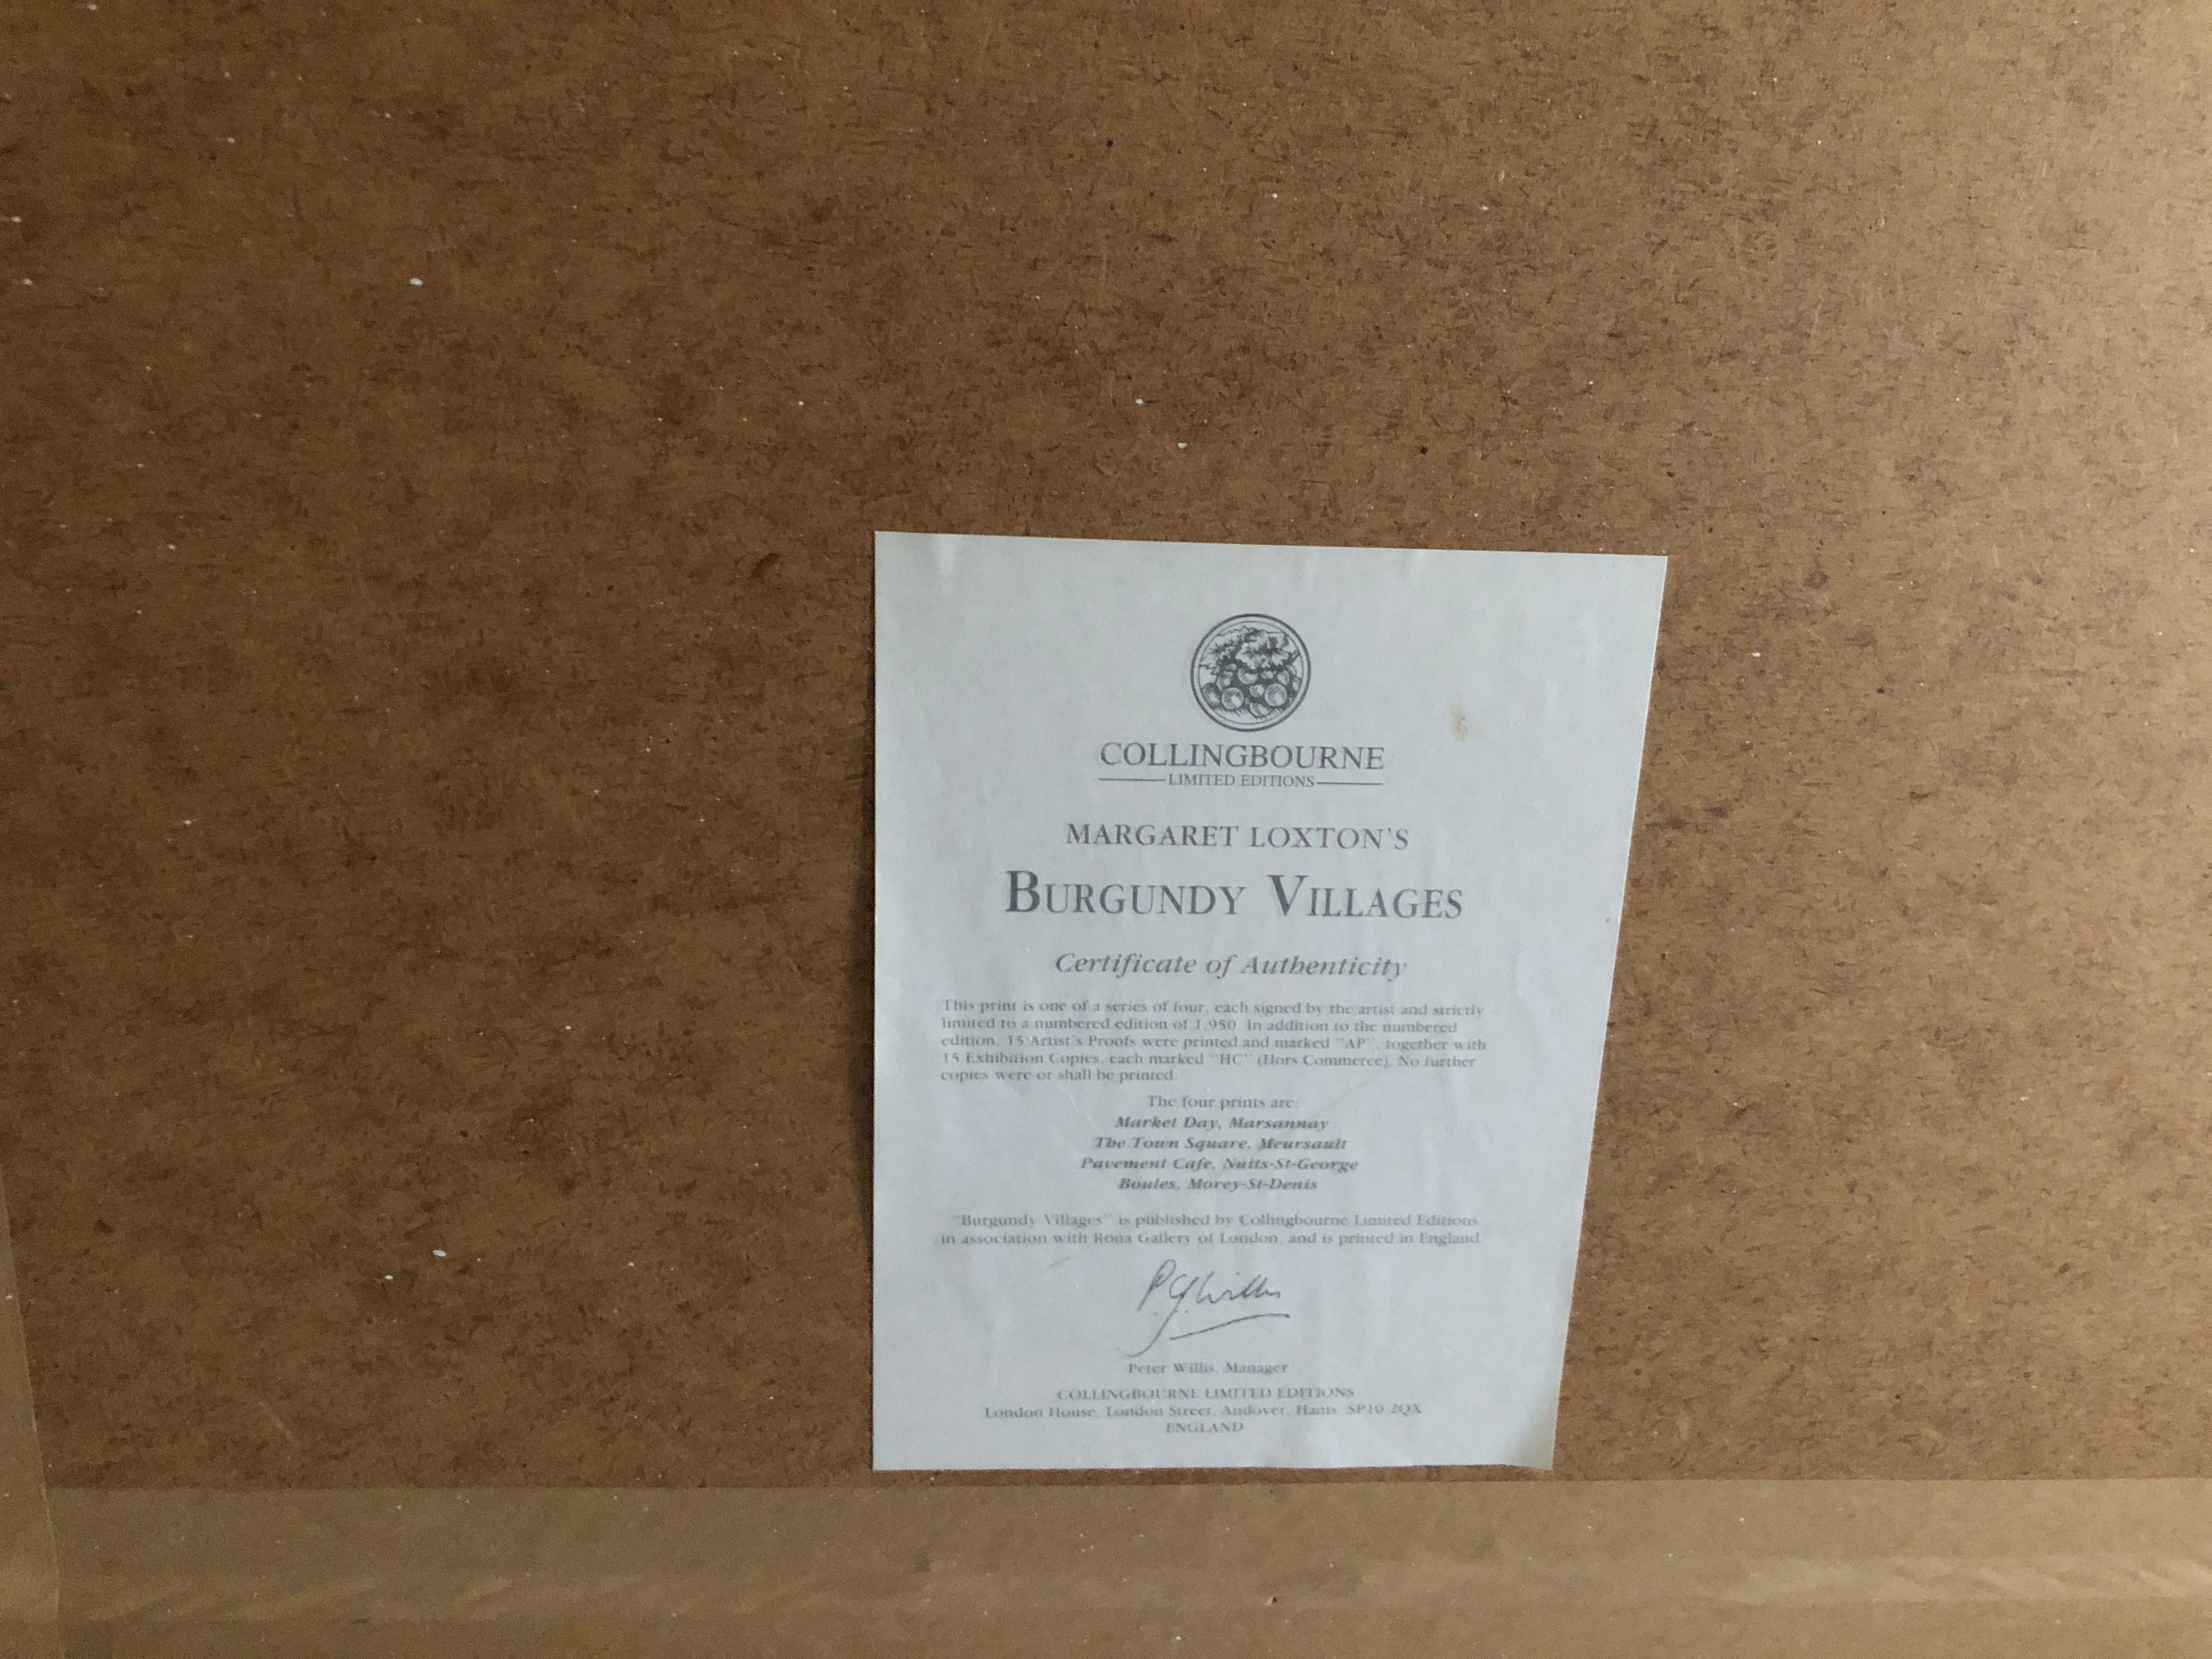 COLLINGBOURNE
LIMITED EDITIONS
MARGARET LOXTON'S
BURGUNDY VILLAGES
Certificate of Authenticity
This print is one of a series of four, each signed by the artist and strictly
limited to a numbered edition of 1,950. In addition to the numbered
edition, 15 Artist's Proofs were printed and marked "AP", together with
15 Exhibition Copies, each marked "HC" (Hors Commerce). No further
copies were or shall be printed.
The four prints are:
Market Day, Marsannay
The Town Square, Meursault
Pavement Cafe, Nuits-St-George
Boules, Morey-St-Denis
"Burgundy Villages" is published by Collingbourne Limited Editions
in association with Rona Gallery of London, and is printed in England.
P.J. Willis
Peter Willis, Manager
COLLINGBOURNE LIMITED EDITIONS
London House, London Street, Andover, Hants. SP10 2QX
ENGLAND